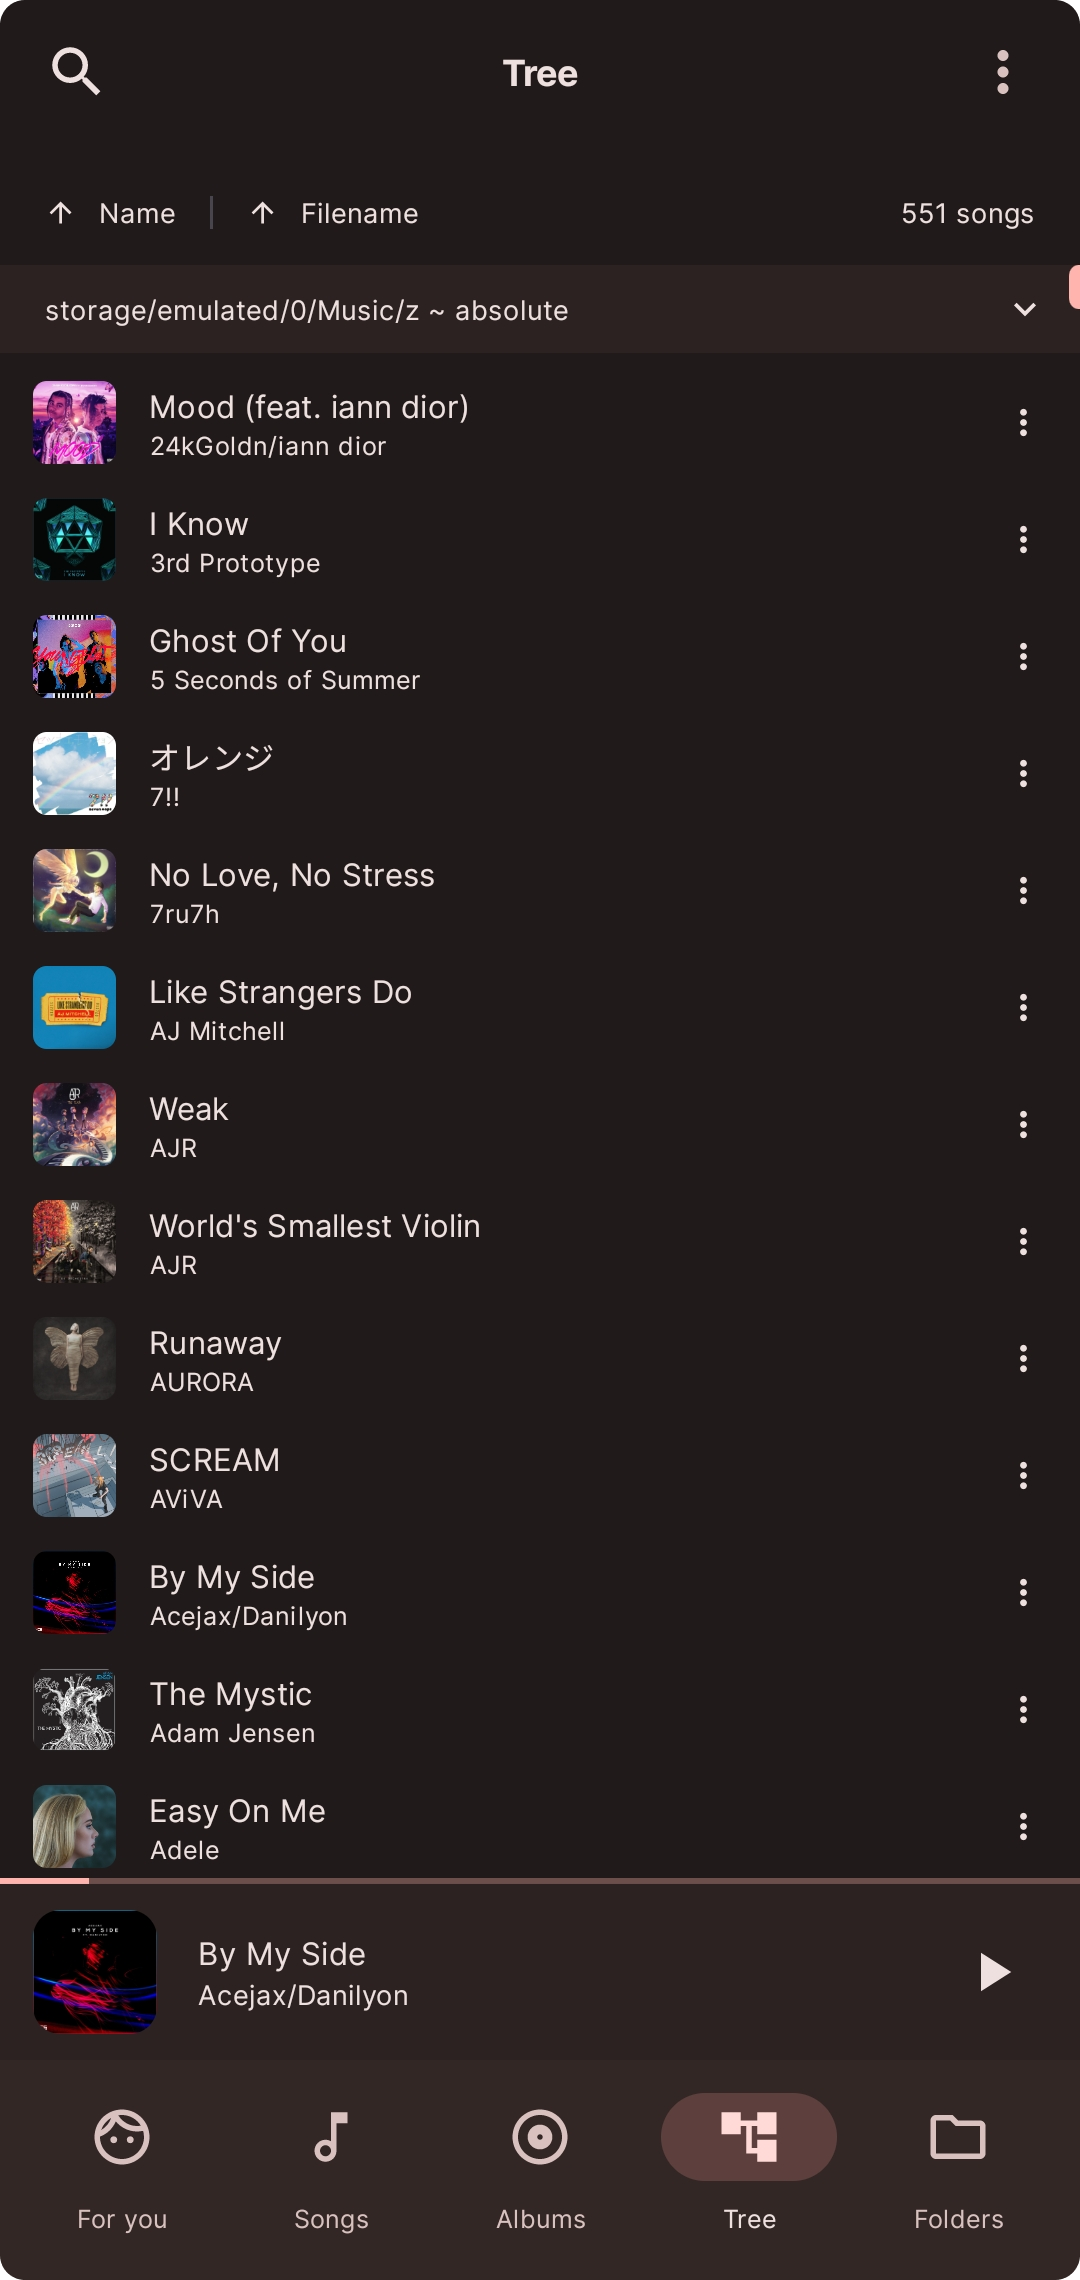 Tree
Name
Filename
551 songs
storage/emulated/0/Music/z ~ absolute
Mood (feat. iann dior)
24kGoldn/iann dior
I Know
3rd Prototype
Ghost Of You
5 Seconds of Summer
オレンジ
7!!
No Love, No Stress
7ru7h
Like Strangers Do
AJ Mitchell
Weak
AJR
World's Smallest Violin
AJR
Runaway
AURORA
SCREAM
AViVA
By My Side
Acejax/Danilyon
The Mystic
Adam Jensen
Easy On Me
Adele
BY MY SIDE
By My Side
Acejax/Danilyon
For you
Songs
Albums
Tree
Folders